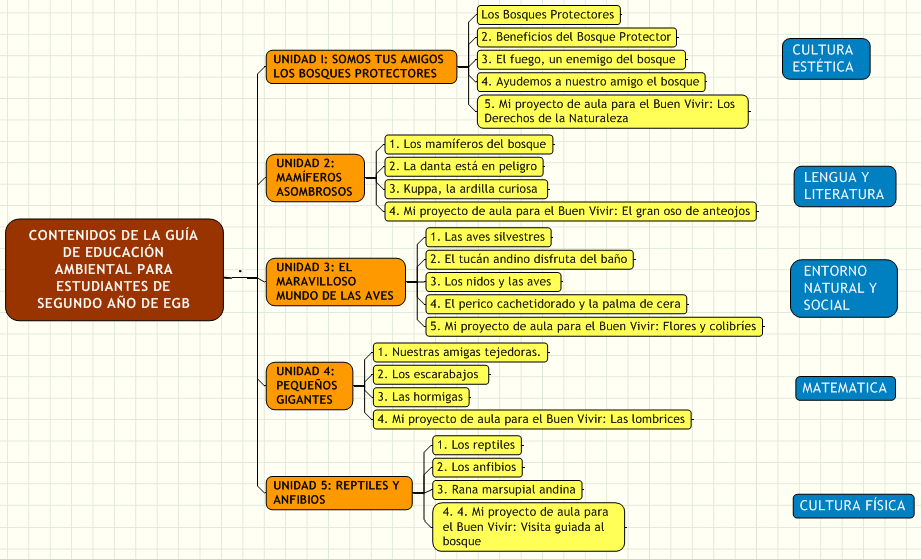 CONTENIDOS DE LA GUÍA
DE EDUCACIÓN
AMBIENTAL PARA
ESTUDIANTES DE
SEGUNDO AÑO DE EGB
UNIDAD I: SOMOS TUS AMIGOS
LOS BOSQUES PROTECTORES
Los Bosques Protectores
2. Beneficios del Bosque Protector
3. El fuego, un enemigo del bosque
4. Ayudemos a nuestro amigo el bosque
5. Mi proyecto de aula para el Buen Vivir: Los
Derechos de la Naturaleza
UNIDAD 2:
MAMÍFEROS
ASOMBROSOS
1. Los mamíferos del bosque
2. La danta está en peligro
3. Kuppa, la ardilla curiosa
4. Mi proyecto de aula para el Buen Vivir: El gran oso de anteojos
UNIDAD 3: EL
MARAVILLOSO
MUNDO DE LAS AVES
1. Las aves silvestres
2. El tucán andino disfruta del baño
3. Los nidos y las aves
4. El perico cachetidorado y la palma de cera
5. Mi proyecto de aula para el Buen Vivir: Flores y colibríes
UNIDAD 4:
PEQUEÑOS
GIGANTES
1. Nuestras amigas tejedoras.
2. Los escarabajos
3. Las hormigas
4. Mi proyecto de aula para el Buen Vivir: Las lombrices
UNIDAD 5: REPTILES Y
ANFIBIOS
1. Los reptiles
2. Los anfibios
3. Rana marsupial andina
4. 4. Mi proyecto de aula para
el Buen Vivir: Visita guiada al
bosque
CULTURA
ESTÉTICA
LENGUA Y
LITERATURA
ENTORNO
NATURAL Y
SOCIAL
MATEMATICA
CULTURA FÍSICA